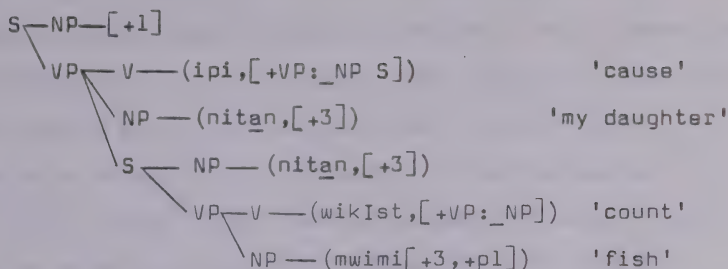 S—NP—[+1]
VP—V—(ipi,[+VP:_NP S]) 'cause'
NP—(nitan,[+3]) 'my daughter'
S—NP—(nitan,[+3])
VP—V—(wikIst,[+VP:_NP]) 'count'
NP—(mwimi[+3,+pl]) 'fish'